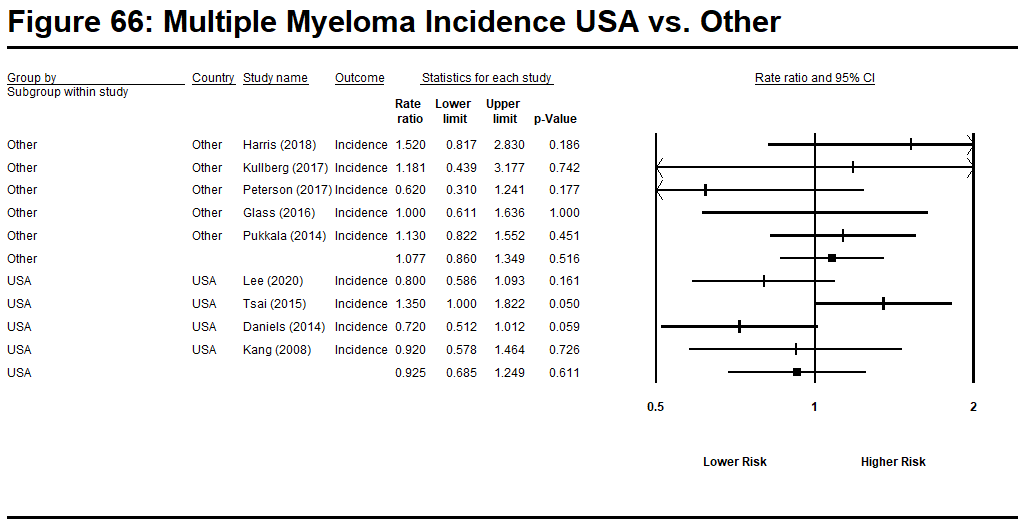 Figure 66: Multiple Myeloma Incidence USA vs. Other
Group by Country Study name Outcome Statistics for each study Rate ratio and 95% CI
Subgroup within study
Rate Lower Upper
ratio limit limit p-Value
Other Other Harris (2018) Incidence 1.520 0.817 2.830 0.186
Other Other Kullberg (2017) Incidence 1.181 0.439 3.177 0.742
Other Other Peterson (2017) Incidence 0.620 0.310 1.241 0.177
Other Other Glass (2016) Incidence 1.000 0.611 1.636 1.000
Other Other Pukkala (2014) Incidence 1.130 0.822 1.552 0.451
Other 1.077 0.860 1.349 0.516
USA USA Lee (2020) Incidence 0.800 0.586 1.093 0.161
USA USA Tsai (2015) Incidence 1.350 1.000 1.822 0.050
USA USA Daniels (2014) Incidence 0.720 0.512 1.012 0.059
USA USA Kang (2008) Incidence 0.920 0.578 1.464 0.726
USA 0.925 0.685 1.249 0.611
0.5 1 2
Lower Risk Higher Risk